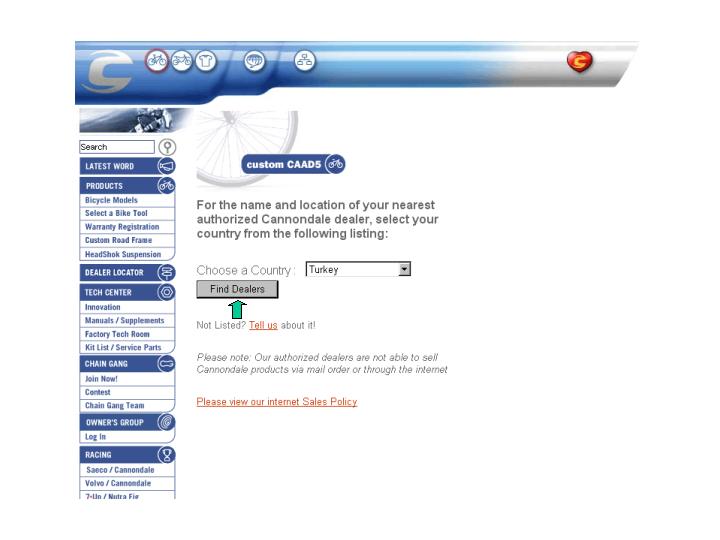 Search
LATEST WORD
PRODUCTS
Bicycle Models
Select a Bike Tool
Warranty Registration
Custom Road Frame
HeadShok Suspension
DEALER LOCATOR
TECH CENTER
Innovation
Manuals / Supplements
Factory Tech Room
Kit List / Service Parts
CHAIN GANG
Join Now!
Contest
Chain Gang Team
OWNER'S GROUP
Log In
RACING
Saeco / Cannondale
Volvo / Cannondale
7-Up / Nutra Fig
custom CAAD5
For the name and location of your nearest
authorized Cannondale dealer, select your
country from the following listing:
Choose a Country : Turkey
Find Dealers
Not Listed? Tell us about it!
Please note: Our authorized dealers are not able to sell
Cannondale products via mail order or through the internet
Please view our internet Sales Policy